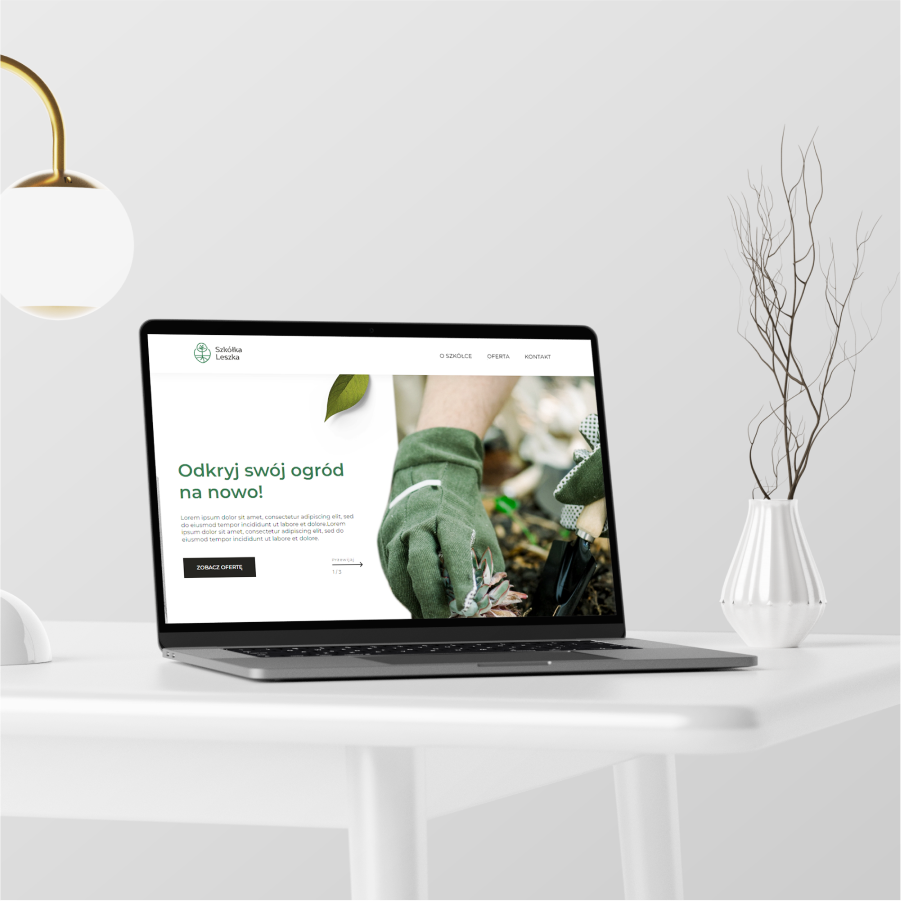 Szkółka
Leszka
O SZKÓŁCE
OFERTA
KONTAKT
Odkryj swój ogród
na nowo!
Lorem ipsum dolor sit amet, consectetur adipiscing elit, sed
do eiusmod tempor incididunt ut labore et dolore.Lorem
ipsum dolor sit amet, consectetur adipiscing elit, sed do
eiusmod tempor incididunt ut labore et dolore.
ZOBACZ OFERTĘ
1 / 3